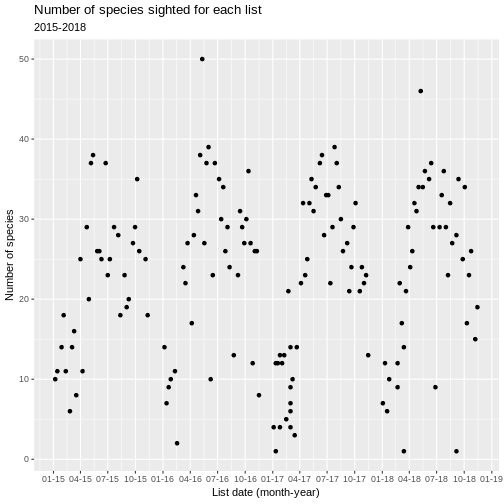 Number of species sighted for each list
2015-2018
Number of species
50
40
30
20
10
0
01-15 04-15 07-15 10-15 01-16 04-16 07-16 10-16 01-17 04-17 07-17 10-17 01-18 04-18 07-18 10-18 01-19
List date (month-year)